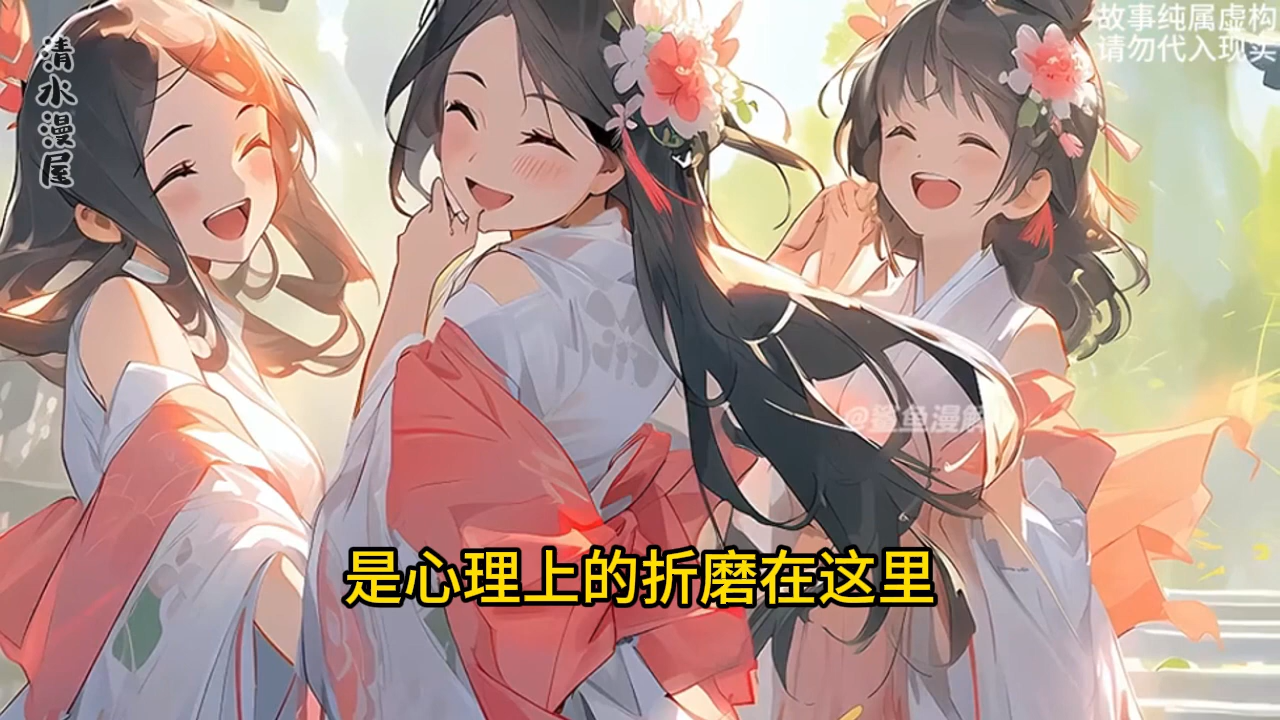 清水漫屋
故事纯属虚构
请勿代入现实
@鲨鱼漫解
是心理上的折磨在这里